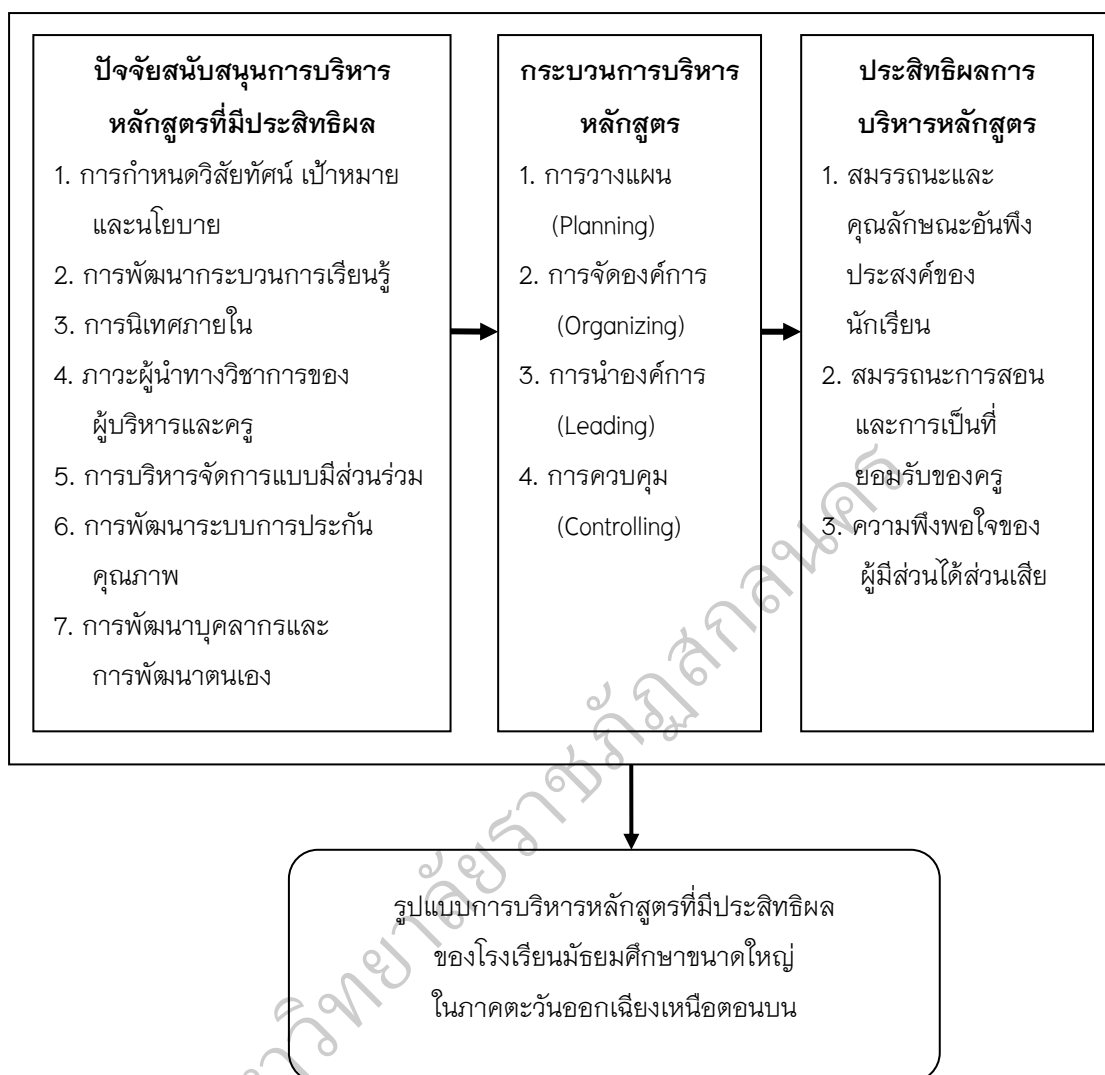 ปัจจัยสนับสนุนการบริหาร
หลักสูตรที่มีประสิทธิผล
1. การกำหนดวิสัยทัศน์ เป้าหมาย
และนโยบาย
2. การพัฒนากระบวนการเรียนรู้
3. การนิเทศภายใน
4. ภาวะผู้นำทางวิชาการของ
ผู้บริหารและครู
5. การบริหารจัดการแบบมีส่วนร่วม
6. การพัฒนาระบบการประกัน
คุณภาพ
7. การพัฒนาบุคลากรและ
การพัฒนาตนเอง
กระบวนการบริหาร
หลักสูตร
1. การวางแผน
(Planning)
2. การจัดองค์การ
(Organizing)
3. การนำองค์การ
(Leading)
4. การควบคุม
(Controlling)
ประสิทธิผลการ
บริหารหลักสูตร
1. สมรรถนะและ
คุณลักษณะอันพึง
ประสงค์ของ
นักเรียน
2. สมรรถนะการสอน
และการเป็นที่
ยอมรับของครู
3. ความพึงพอใจของ
ผู้มีส่วนได้ส่วนเสีย
รูปแบบการบริหารหลักสูตรที่มีประสิทธิผล
ของโรงเรียนมัธยมศึกษาขนาดใหญ่
ในภาคตะวันออกเฉียงเหนือตอนบน
าวิทยาลัยราชภัฏสกลนคร